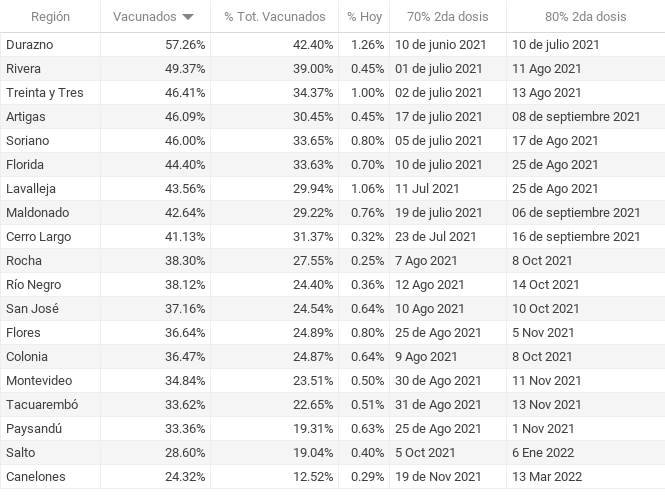 Región Vacunados % Tot. Vacunados % Hoy 70% 2da dosis 80% 2da dosis
Durazno 57.26% 42.40% 1.26% 10 de junio 2021 10 de julio 2021
Rivera 49.37% 39.00% 0.45% 01 de julio 2021 11 Ago 2021
Treinta y Tres 46.41% 34.37% 1.00% 02 de julio 2021 13 Ago 2021
Artigas 46.09% 30.45% 0.45% 17 de julio 2021 08 de septiembre 2021
Soriano 46.00% 33.65% 0.80% 05 de julio 2021 17 de Ago 2021
Florida 44.40% 33.63% 0.70% 10 de julio 2021 25 de Ago 2021
Lavalleja 43.56% 29.94% 1.06% 11 Jul 2021 25 de Ago 2021
Maldonado 42.64% 29.22% 0.76% 19 de julio 2021 06 de septiembre 2021
Cerro Largo 41.13% 31.37% 0.32% 23 de Jul 2021 16 de septiembre 2021
Rocha 38.30% 27.55% 0.25% 7 Ago 2021 8 Oct 2021
Río Negro 38.12% 24.40% 0.36% 12 Ago 2021 14 Oct 2021
San José 37.16% 24.54% 0.64% 10 Ago 2021 10 Oct 2021
Flores 36.64% 24.89% 0.80% 25 de Ago 2021 5 Nov 2021
Colonia 36.47% 24.87% 0.64% 9 Ago 2021 8 Oct 2021
Montevideo 34.84% 23.51% 0.50% 30 de Ago 2021 11 Nov 2021
Tacuarembó 33.62% 22.65% 0.51% 31 de Ago 2021 13 Nov 2021
Paysandú 33.36% 19.31% 0.63% 25 de Ago 2021 1 Nov 2021
Salto 28.60% 19.04% 0.40% 5 Oct 2021 6 Ene 2022
Canelones 24.32% 12.52% 0.29% 19 de Nov 2021 13 Mar 2022